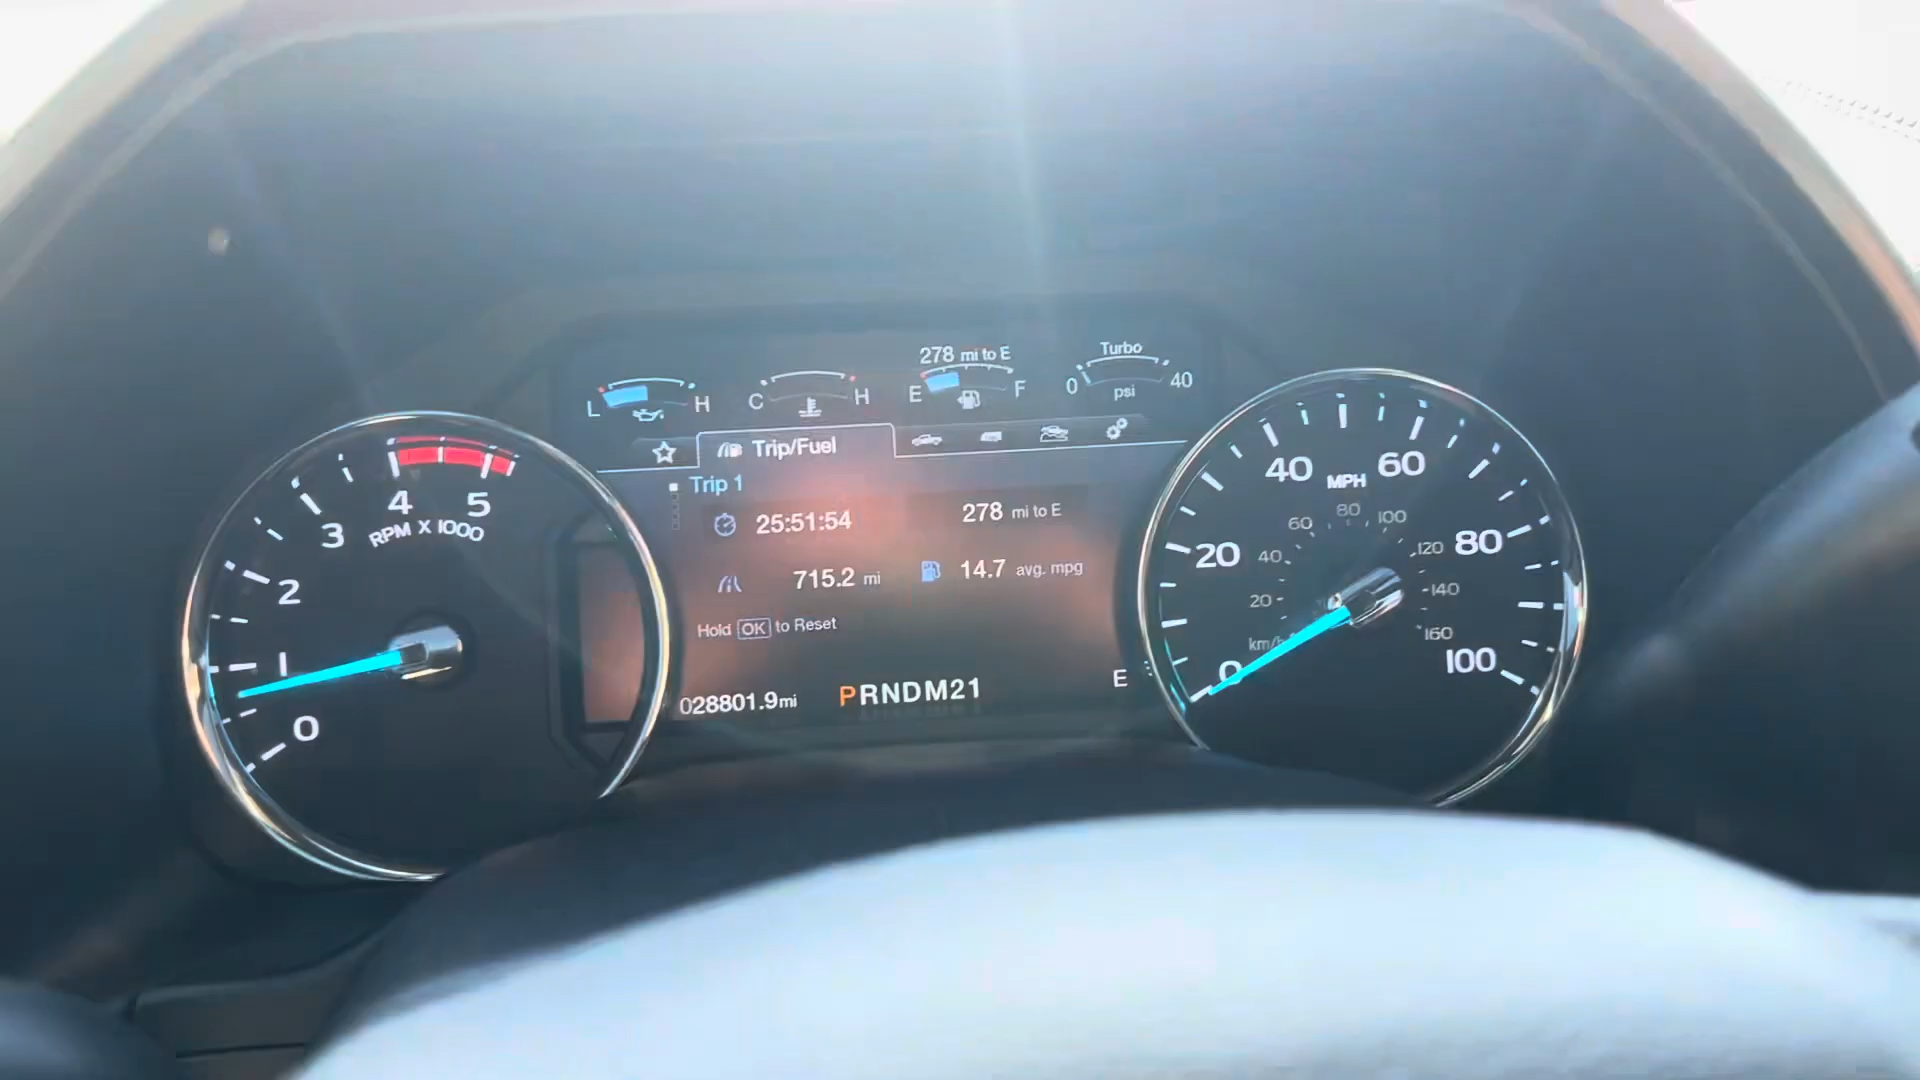 278 mi to E
Turbo
L H
C H
E F
0 40
psi
Trip/Fuel
Trip 1
25:51:54
278 mi to E
715.2 mi
14.7 avg. mpg
Hold OK to Reset
028801.9mi
PRNDM21
E
0 1 2 3 4 5
RPM X 1000
0 20 40 60 80 100
MPH
20 40 60 80 100 120 140 160
km/h